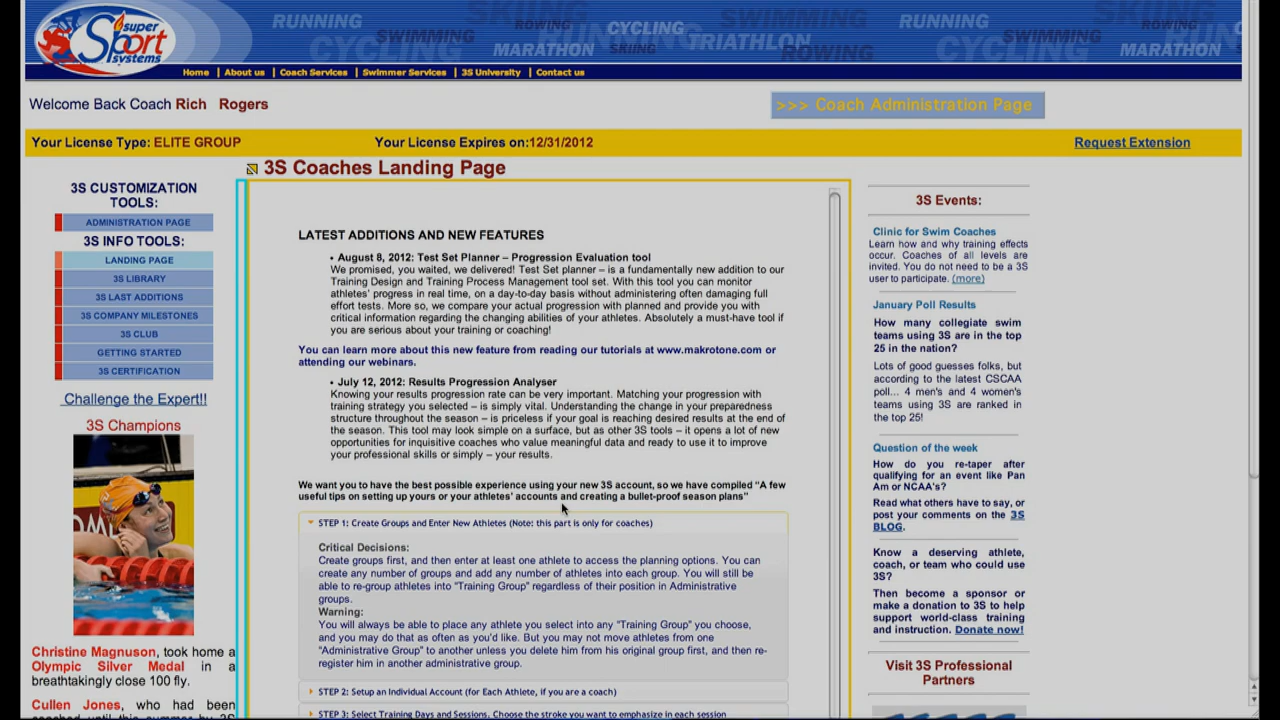 RUNNING SKIING ROWING CYCLING SWIMMING MARATHON SKIING TRIATHLON ROWING RUNNING SWIMMING CYCLING SKIING ROWING MARATHON
super
Sport
systems
Home | About us | Coach Services | Swimmer Services | 3S University | Contact us
Welcome Back Coach Rich Rogers
>>> Coach Administration Page
Your License Type: ELITE GROUP Your License Expires on:12/31/2012 Request Extension
3S CUSTOMIZATION
TOOLS:
ADMINISTRATION PAGE
3S INFO TOOLS:
LANDING PAGE
3S LIBRARY
3S LAST ADDITIONS
3S COMPANY MILESTONES
3S CLUB
GETTING STARTED
3S CERTIFICATION
Challenge the Expert!!
3S Champions
Christine Magnuson, took home a
Olympic Silver Medal in a
breathtakingly close 100 fly.
Cullen Jones, who had been
3S Coaches Landing Page
LATEST ADDITIONS AND NEW FEATURES
• August 8, 2012: Test Set Planner – Progression Evaluation tool
We promised, you waited, we delivered! Test Set planner – is a fundamentally new addition to our
Training Design and Training Process Management tool set. With this tool you can monitor
athletes' progress in real time, on a day-to-day basis without administering often damaging full
effort tests. More so, we compare your actual progression with planned and provide you with
critical information regarding the changing abilities of your athletes. Absolutely a must-have tool if
you are serious about your training or coaching!
You can learn more about this new feature from reading our tutorials at www.makrotone.com or
attending our webinars.
• July 12, 2012: Results Progression Analyser
Knowing your results progression rate can be very important. Matching your progression with
training strategy you selected – is simply vital. Understanding the change in your preparedness
structure throughout the season – is priceless if your goal is reaching desired results at the end of
the season. This tool may look simple on a surface, but as other 3S tools – it opens a lot of new
opportunities for inquisitive coaches who value meaningful data and ready to use it to improve
your professional skills or simply – your results.
We want you to have the best possible experience using your new 3S account, so we have compiled "A few
useful tips on setting up yours or your athletes' accounts and creating a bullet-proof season plans"
STEP 1: Create Groups and Enter New Athletes (Note: this part is only for coaches)
Critical Decisions:
Create groups first, and then enter at least one athlete to access the planning options. You can
create any number of groups and add any number of athletes into each group. You will still be
able to re-group athletes into "Training Group" regardless of their position in Administrative
groups.
Warning:
You will always be able to place any athlete you select into any "Training Group" you choose,
and you may do that as often as you'd like. But you may not move athletes from one
"Administrative Group" to another unless you delete him from his original group first, and then re-
register him in another administrative group.
STEP 2: Setup an Individual Account (for Each Athlete, if you are a coach)
STEP 3: Select Training Days and Sessions. Choose the stroke you want to emphasize in each session
3S Events:
Clinic for Swim Coaches
Learn how and why training effects
occur. Coaches of all levels are
invited. You do not need to be a 3S
user to participate. (more)
January Poll Results
How many collegiate swim
teams using 3S are in the top
25 in the nation?
Lots of good guesses folks, but
according to the latest CSCAA
poll... 4 men's and 4 women's
teams using 3S are ranked in
the top 25!
Question of the week
How do you re-taper after
qualifying for an event like Pan
Am or NCAA's?
Read what others have to say, or
post your comments on the 3S
BLOG.
Know a deserving athlete,
coach, or team who could use
3S?
Then become a sponsor or
make a donation to 3S to help
support world-class training
and instruction. Donate now!
Visit 3S Professional
Partners